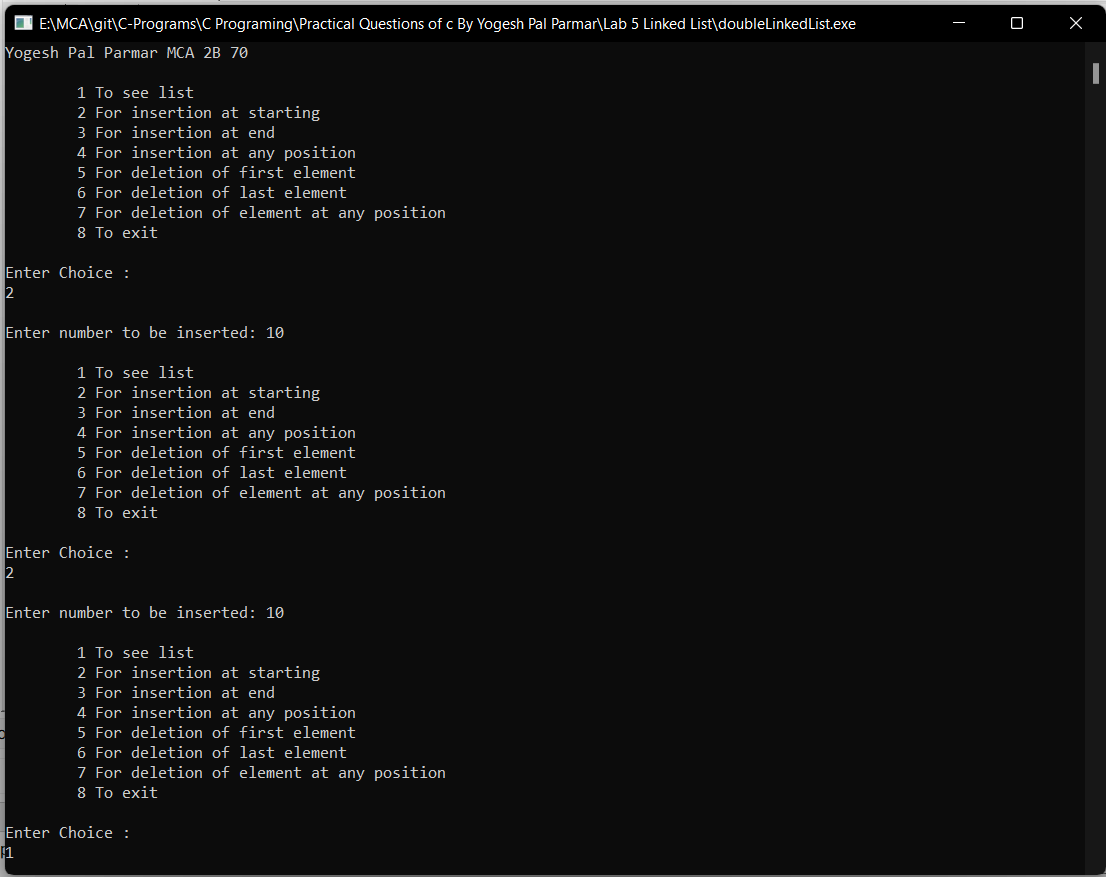 E:\MCA\git\C-Programs\C Programing\Practical Questions of c By Yogesh Pal Parmar\Lab 5 Linked List\doubleLinkedList.exe
Yogesh Pal Parmar MCA 2B 70
1 To see list
2 For insertion at starting
3 For insertion at end
4 For insertion at any position
5 For deletion of first element
6 For deletion of last element
7 For deletion of element at any position
8 To exit
Enter Choice :
2
Enter number to be inserted: 10
1 To see list
2 For insertion at starting
3 For insertion at end
4 For insertion at any position
5 For deletion of first element
6 For deletion of last element
7 For deletion of element at any position
8 To exit
Enter Choice :
2
Enter number to be inserted: 10
1 To see list
2 For insertion at starting
3 For insertion at end
4 For insertion at any position
5 For deletion of first element
6 For deletion of last element
7 For deletion of element at any position
8 To exit
Enter Choice :
1